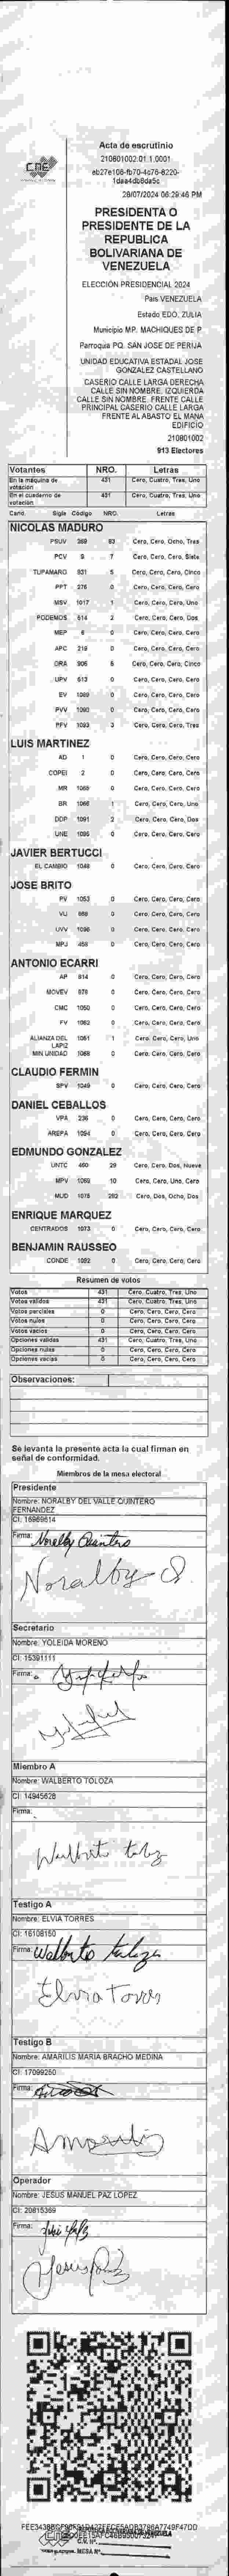 CNE
Acta de escrutinio
210801002.01.1.0001
28/07/2024 06:29:46 PM
PRESIDENTA O
PRESIDENTE DE LA
REPUBLICA
BOLIVARIANA DE
VENEZUELA
ELECCIÓN PRESIDENCIAL 2024
Pais VENEZUELA
Estado EDO. ZULIA
Municipio MP. MACHIQUES DE P
Parroquia PQ. SAN JOSE DE PERIJA
UNIDAD EDUCATIVA ESTADAL JOSE
GONZALEZ CASTELLANO
CASERIO CALLE LARGA DERECHA
CALLE SIN NOMBRE. IZQUIERDA
CALLE SIN NOMBRE. FRENTE CALLE
PRINCIPAL CASERIO CALLE LARGA
FRENTE AL ABASTO EL MANA
EDIFICIO
210801002
913 Electores
Votantes NRO. Letras
En la máquina de votación 431 Cero, Cuatro, Tres, Uno
En el cuaderno de votación 431 Cero, Cuatro, Tres, Uno
Cand. Sigla Código NRO. Letras
NICOLAS MADURO
PSUV 83 Cero, Cero, Ocho, Tres
PCV 7 Cero, Cero, Cero, Siete
TUPAMARO 5 Cero, Cero, Cero, Cinco
PPT 276 0 Cero, Cero, Cero, Cero
MSV 1017 1 Cero, Cero, Cero, Uno
PODEMOS 614 2 Cero, Cero, Cero, Dos
MEP 0 Cero, Cero, Cero, Cero
APC 219 0 Cero, Cero, Cero, Cero
ORA 906 5 Cero, Cero, Cero, Cinco
UPV 613 0 Cero, Cero, Cero, Cero
EV 1089 0 Cero, Cero, Cero, Cero
PVV 1090 0 Cero, Cero, Cero, Cero
PFV 1093 3 Cero, Cero, Cero, Tres
LUIS MARTINEZ
AD 1 0 Cero, Cero, Cero, Cero
COPEI 2 0 Cero, Cero, Cero, Cero
MR 1069 0 Cero, Cero, Cero, Cero
BR 1066 1 Cero, Cero, Cero, Uno
DDP 1091 2 Cero, Cero, Cero, Dos
UNE 1095 0 Cero, Cero, Cero, Cero
JAVIER BERTUCCI
EL CAMBIO 1048 0 Cero, Cero, Cero, Cero
JOSE BRITO
PV 1053 0 Cero, Cero, Cero, Cero
VU 888 0 Cero, Cero, Cero, Cero
UVV 1096 0 Cero, Cero, Cero, Cero
MPJ 458 0 Cero, Cero, Cero, Cero
ANTONIO ECARRI
AP 914 0 Cero, Cero, Cero, Cero
MOVEV 978 0 Cero, Cero, Cero, Cero
CMC 1050 0 Cero, Cero, Cero, Cero
FV 1062 0 Cero, Cero, Cero, Cero
ALIANZA DEL LAPIZ 1051 1 Cero, Cero, Cero, Uno
MIN UNIDAD 1068 0 Cero, Cero, Cero, Cero
CLAUDIO FERMIN
SPV 1049 0 Cero, Cero, Cero, Cero
DANIEL CEBALLOS
VPA 236 0 Cero, Cero, Cero, Cero
AREPA 1094 0 Cero, Cero, Cero, Cero
EDMUNDO GONZALEZ
UNTC 460 29 Cero, Cero, Dos, Nueve
MPV 1065 10 Cero, Cero, Uno, Cero
MUD 1078 282 Cero, Dos, Ocho, Dos
ENRIQUE MARQUEZ
CENTRADOS 1073 0 Cero, Cero, Cero, Cero
BENJAMIN RAUSSEO
CONDE 1092 0 Cero, Cero, Cero, Cero
Resumen de votos
Votos 431 Cero, Cuatro, Tres, Uno
Votos válidos 431 Cero, Cuatro, Tres, Uno
Votos parciales 0 Cero, Cero, Cero, Cero
Votos nulos 0 Cero, Cero, Cero, Cero
Votos vacíos 0 Cero, Cero, Cero, Cero
Opciones válidas 431 Cero, Cuatro, Tres, Uno
Opciones nulas 0 Cero, Cero, Cero, Cero
Opciones vacías 0 Cero, Cero, Cero, Cero
Observaciones:
Se levanta la presente acta la cual firman en
señal de conformidad.
Miembros de la mesa electoral
Presidente
Nombre: NORALBY DEL VALLE QUINTERO
FERNANDEZ
CI: 16969614
Firma: Noralby Quintero
Noralby Q.
Secretario
Nombre: YOLEIDA MORENO
CI: 15391111
Firma:
Miembro A
Nombre: WALBERTO TOLOZA
CI: 14945628
Firma:
Walberto toloza
Testigo A
Nombre: ELVIA TORRES
CI: 16108150
Firma: Walberto toloza
Elvia Torres
Testigo B
Nombre: AMARILIS MARIA BRACHO MEDINA
CI: 17099250
Firma:
Operador
Nombre: JESUS MANUEL PAZ LOPEZ
CI: 20815369
Firma: